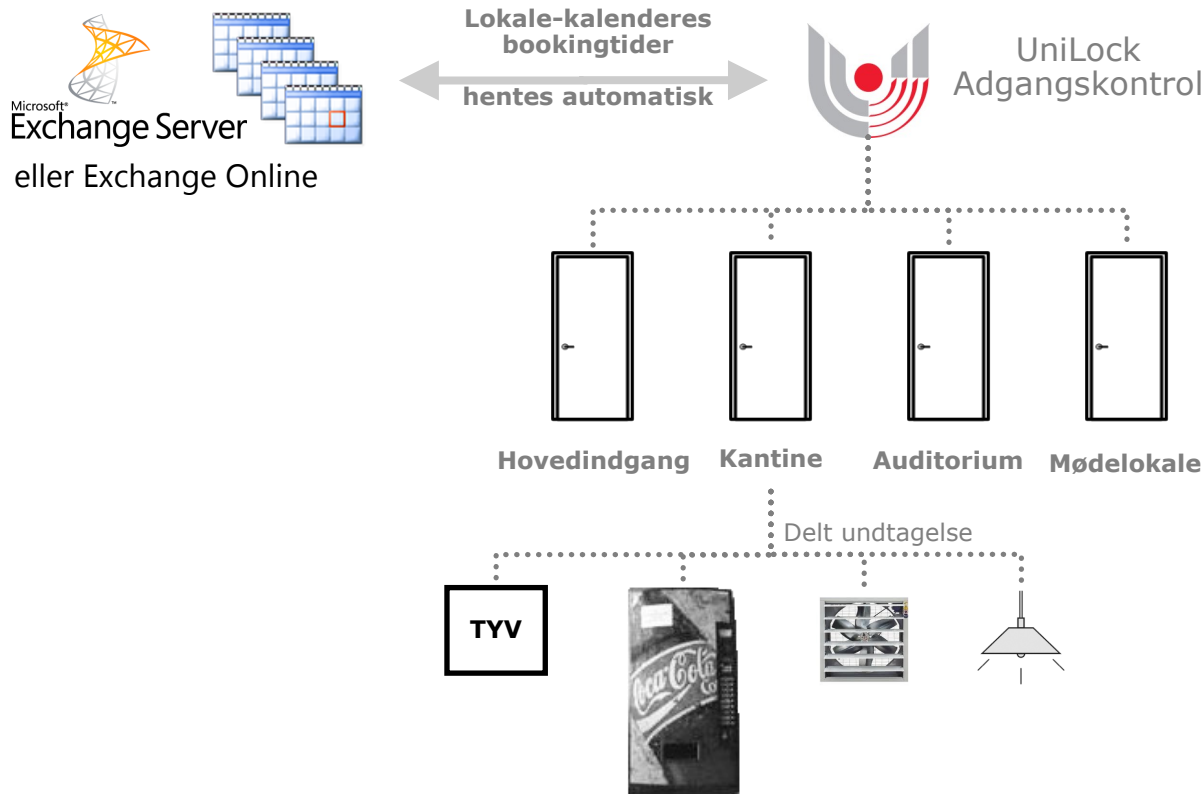 Lokale-kalenderes
bookingtider
hentes automatisk
UniLock
Adgangskontrol
Microsoft®
Exchange Server™
eller Exchange Online
Hovedindgang
Kantine
Auditorium
Mødelokale
Delt undtagelse
TYV
Coca-Cola